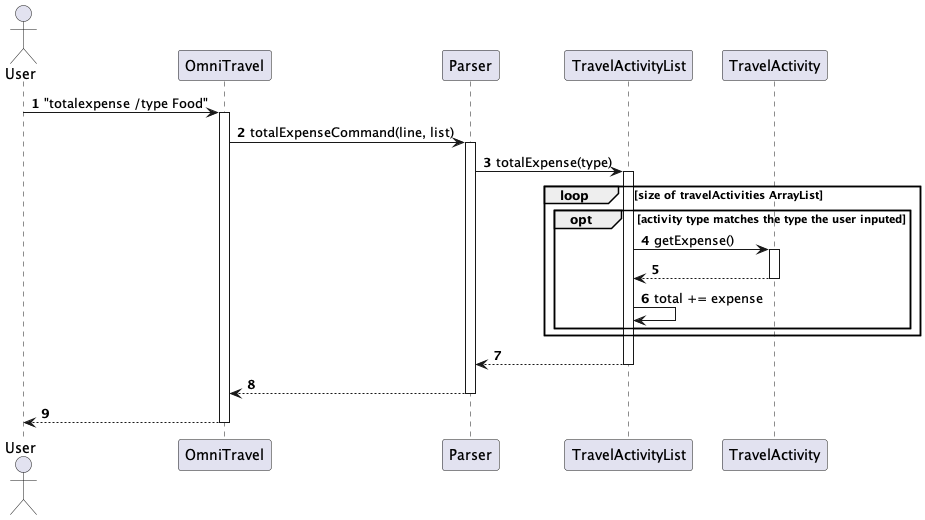 User
OmniTravel
Parser
TravelActivityList
TravelActivity
1 "totalexpense /type Food"
2 totalExpenseCommand(line, list)
3 totalExpense(type)
loop [size of travelActivities ArrayList]
opt [activity type matches the type the user inputed]
4 getExpense()
5
6 total += expense
7
8
9
User
OmniTravel
Parser
TravelActivityList
TravelActivity